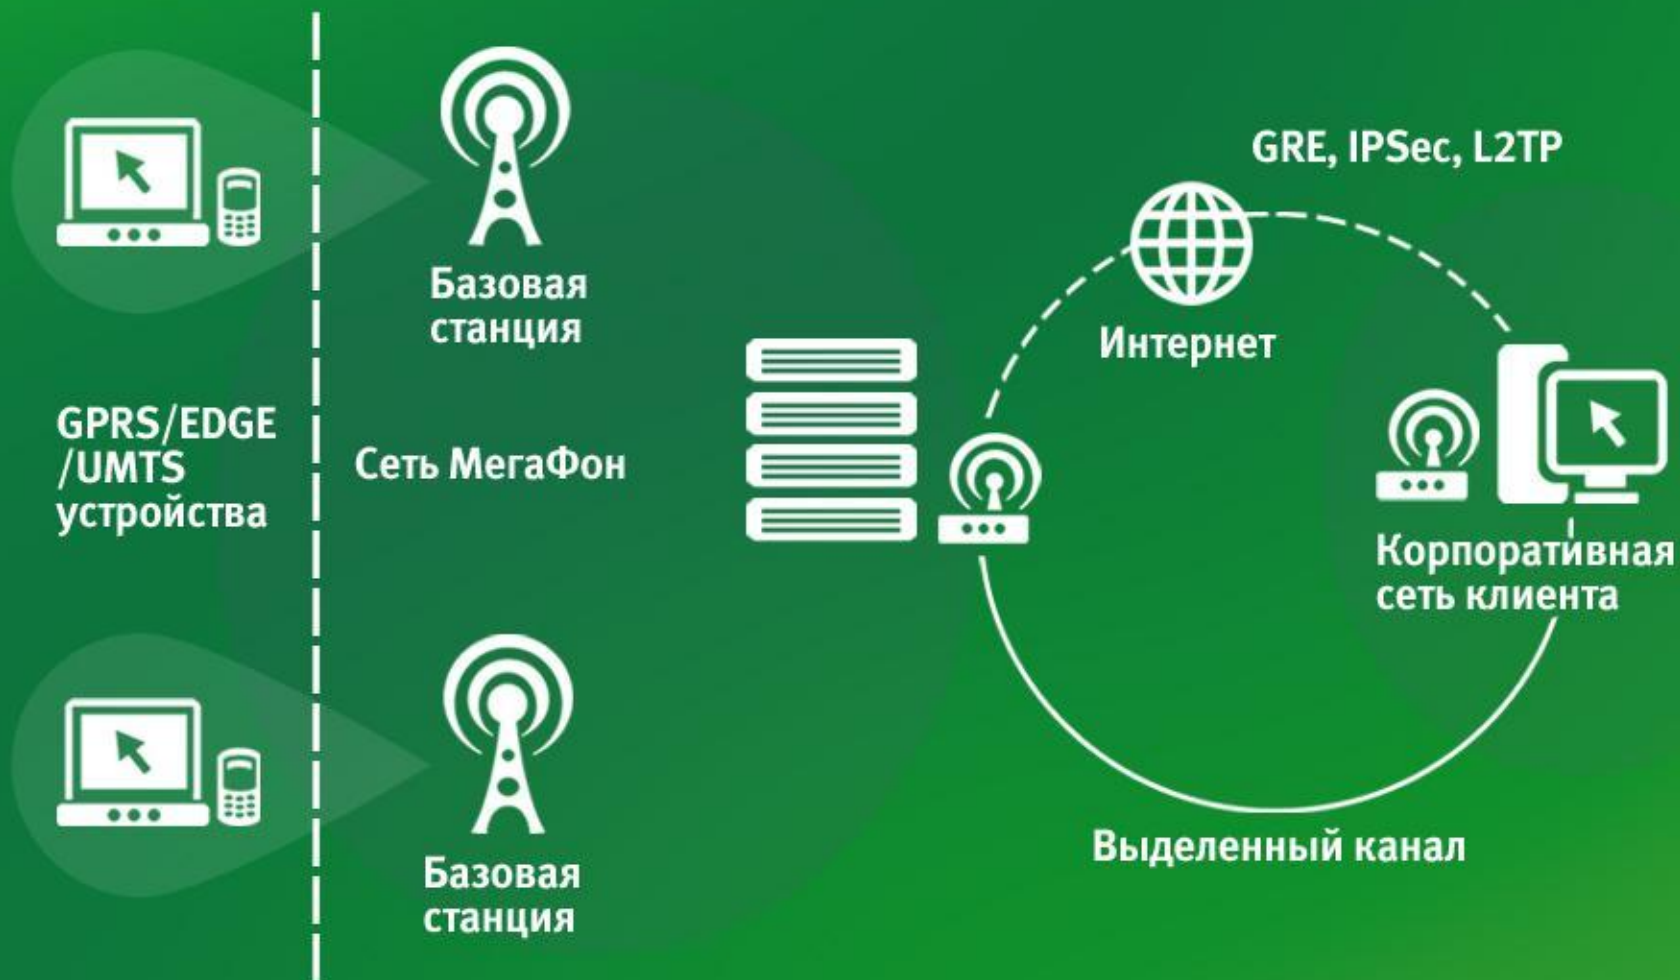 Базовая
станция
GPRS/EDGE
/UMTS
устройства
Сеть МегаФон
Базовая
станция
GRE, IPSec, L2TP
Интернет
Корпоративная
сеть клиента
Выделенный канал